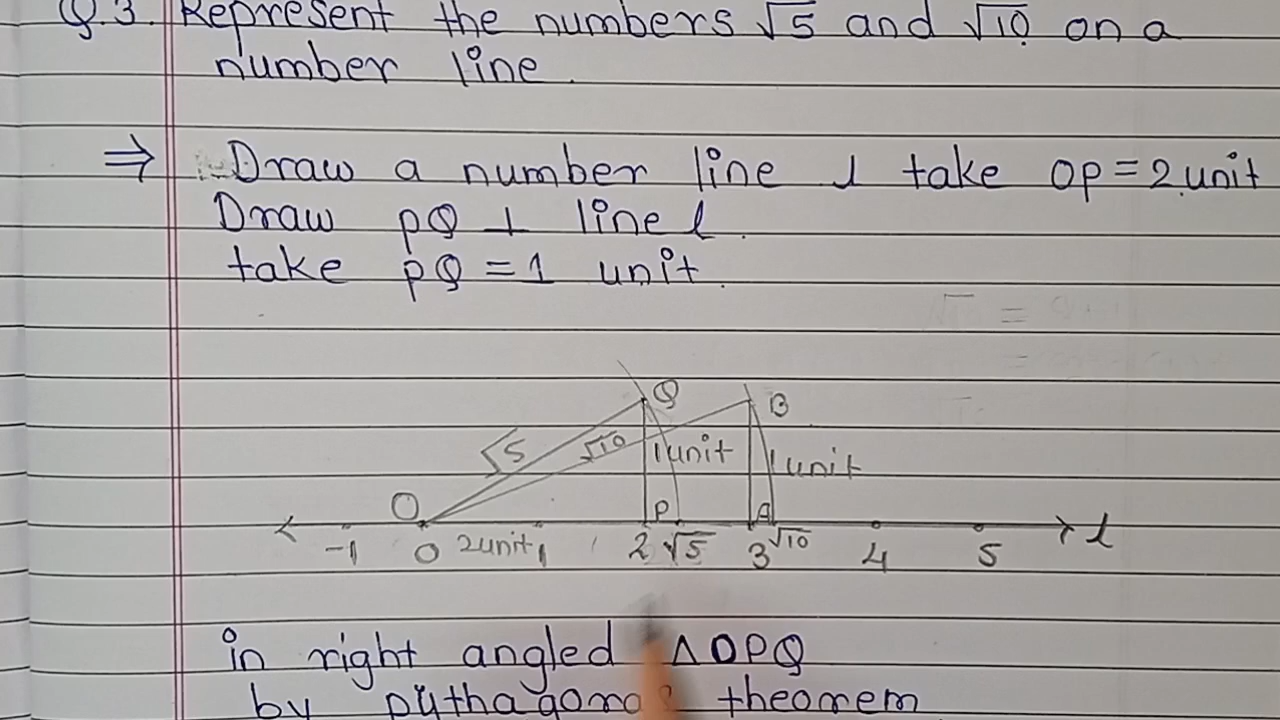 Q.3. Represent the numbers √5 and √10 on a
number line.
⇒ Draw a number line l take OP = 2 unit
Draw PQ ⊥ line l.
take PQ = 1 unit.
Q B
√5 √10 1 unit 1 unit
O P A
-1 0 2unit 1 2 √5 3 √10 4 5 l
in right angled △OPQ
by pythagoras theorem